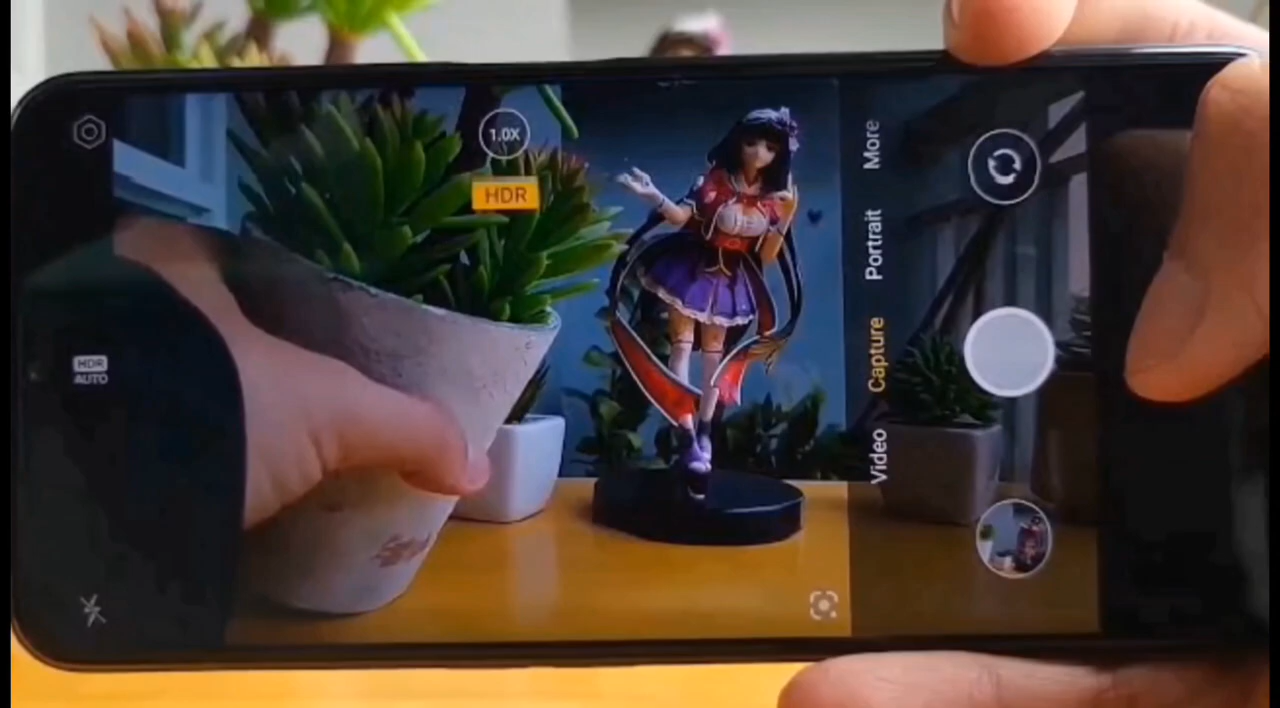 1.0X
HDR
HDR
AUTO
More
Portrait
Capture
Video